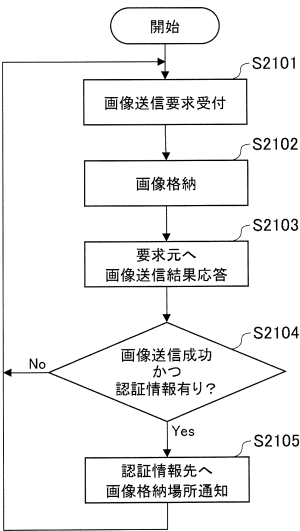 開始
S2101
画像送信要求受付
S2102
画像格納
S2103
要求元へ
画像送信結果応答
S2104
画像送信成功
かつ
認証情報有り？
No
Yes
S2105
認証情報先へ
画像格納場所通知